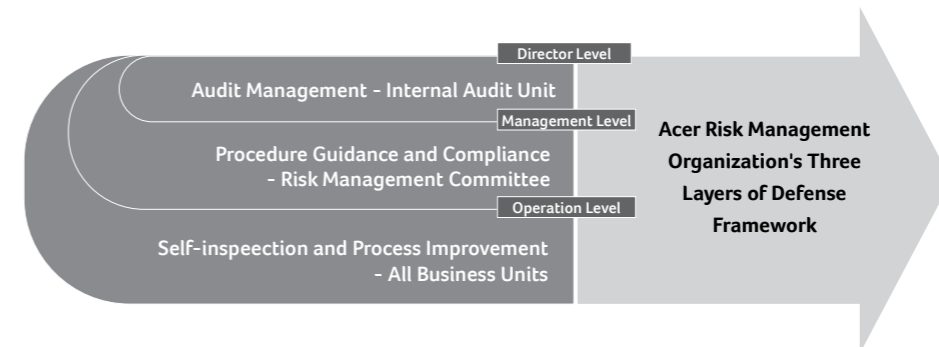 Director Level
Audit Management - Internal Audit Unit
Management Level
Procedure Guidance and Compliance
- Risk Management Committee
Operation Level
Self-inspeection and Process Improvement
- All Business Units
Acer Risk Management
Organization's Three
Layers of Defense
Framework